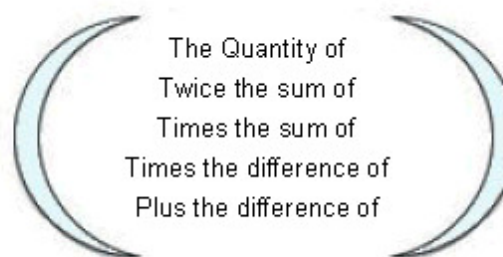 The Quantity of
Twice the sum of
Times the sum of
Times the difference of
Plus the difference of